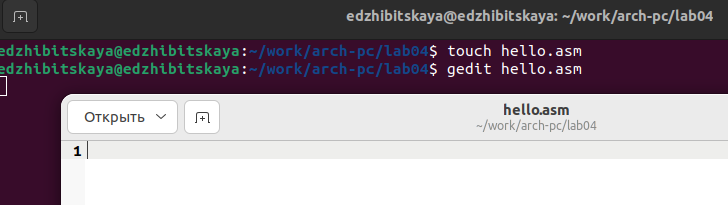 edzhibitskaya@edzhibitskaya: ~/work/arch-pc/lab04
edzhibitskaya@edzhibitskaya:~/work/arch-pc/lab04$ touch hello.asm
edzhibitskaya@edzhibitskaya:~/work/arch-pc/lab04$ gedit hello.asm
Открыть
hello.asm
~/work/arch-pc/lab04
1